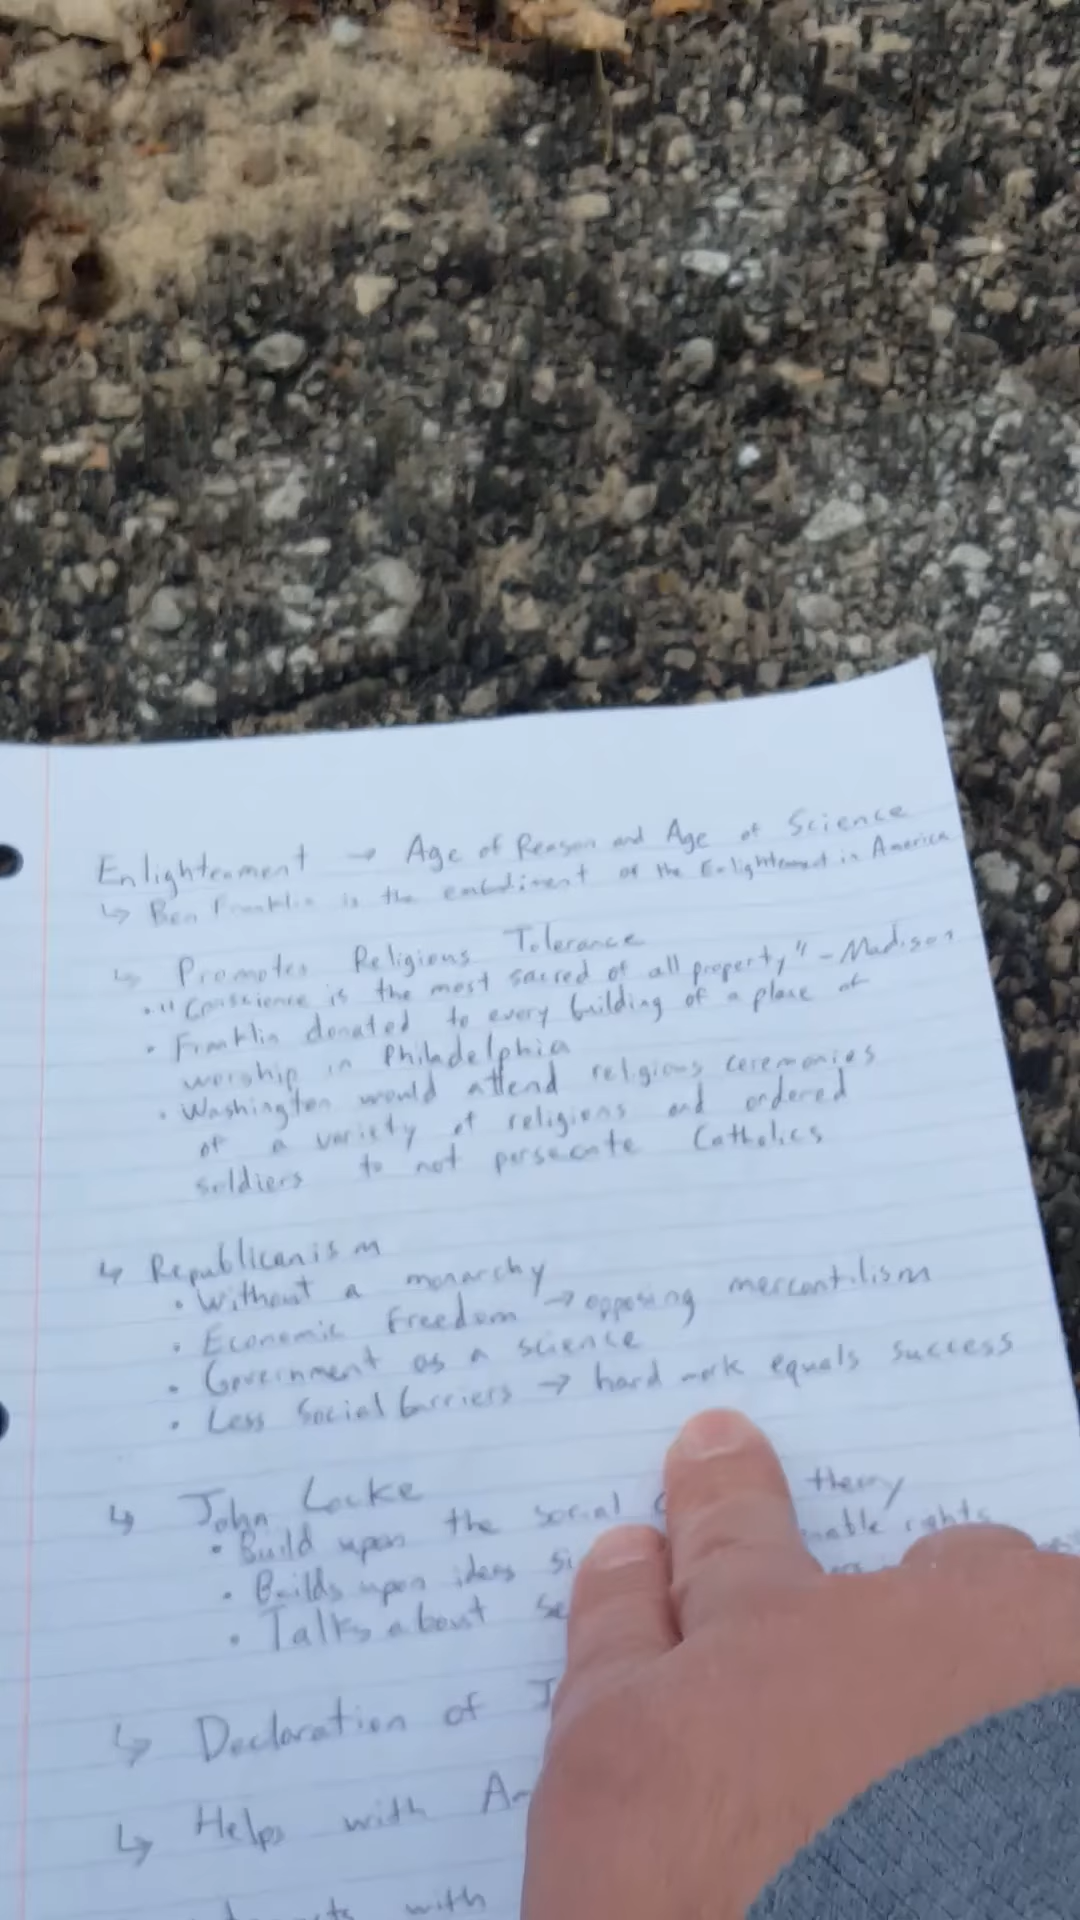 Enlightenment → Age of Reason and Age of Science
↳ Ben Franklin is the embodiment of the Enlightenment in America
↳ Promotes Religious Tolerance
• "Conscience is the most sacred of all property" - Madison
• Franklin donated to every building of a place of
worship in Philadelphia
• Washington would attend religious ceremonies
of a variety of religions and ordered
soldiers to not persecute Catholics
↳ Republicanism
• Without a monarchy
• Economic Freedom → opposing mercantilism
• Government as a science
• Less Social barriers → hard work equals success
↳ John Locke
• Build upon the social theory
• Builds upon ideas rights
• Talks about
↳ Declaration of
↳ Helps with
with